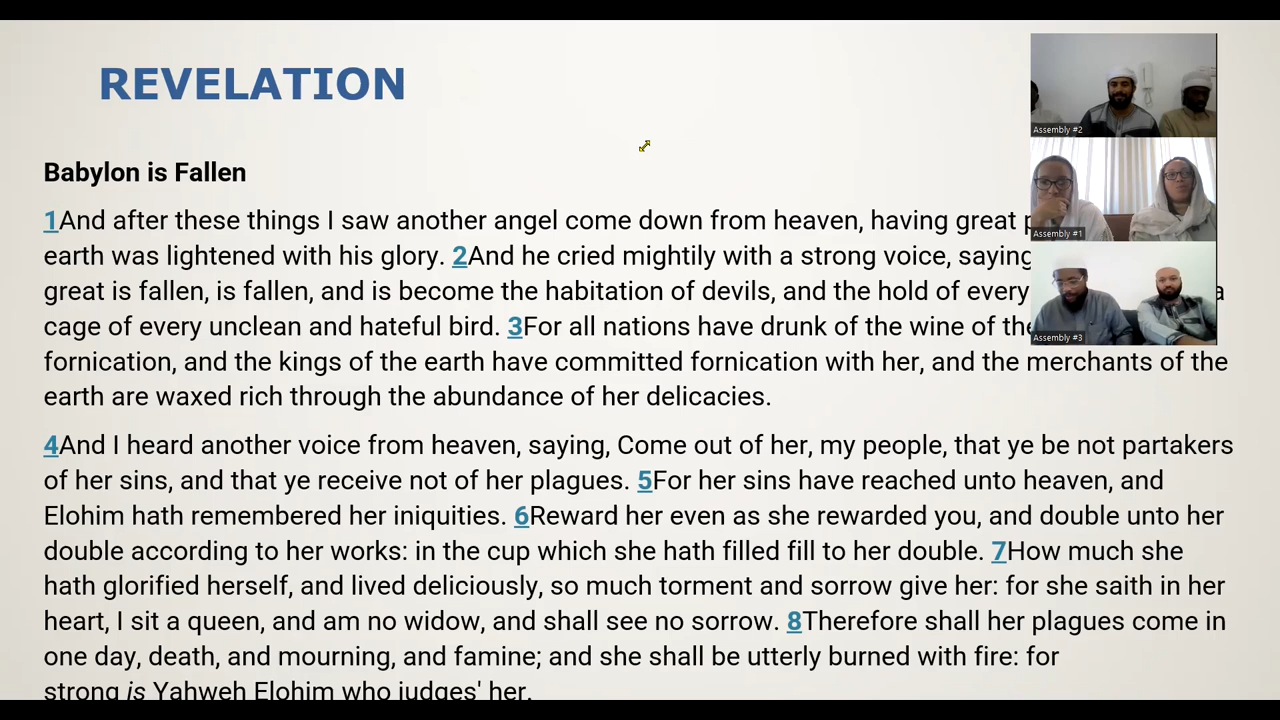 REVELATION
Babylon is Fallen
1And after these things I saw another angel come down from heaven, having great
earth was lightened with his glory. 2And he cried mightily with a strong voice, saying
great is fallen, is fallen, and is become the habitation of devils, and the hold of every a
cage of every unclean and hateful bird. 3For all nations have drunk of the wine of the
fornication, and the kings of the earth have committed fornication with her, and the merchants of the
earth are waxed rich through the abundance of her delicacies.
4And I heard another voice from heaven, saying, Come out of her, my people, that ye be not partakers
of her sins, and that ye receive not of her plagues. 5For her sins have reached unto heaven, and
Elohim hath remembered her iniquities. 6Reward her even as she rewarded you, and double unto her
double according to her works: in the cup which she hath filled fill to her double. 7How much she
hath glorified herself, and lived deliciously, so much torment and sorrow give her: for she saith in her
heart, I sit a queen, and am no widow, and shall see no sorrow. 8Therefore shall her plagues come in
one day, death, and mourning, and famine; and she shall be utterly burned with fire: for
strong is Yahweh Elohim who judges' her.
Assembly #2
Assembly #1
Assembly #3